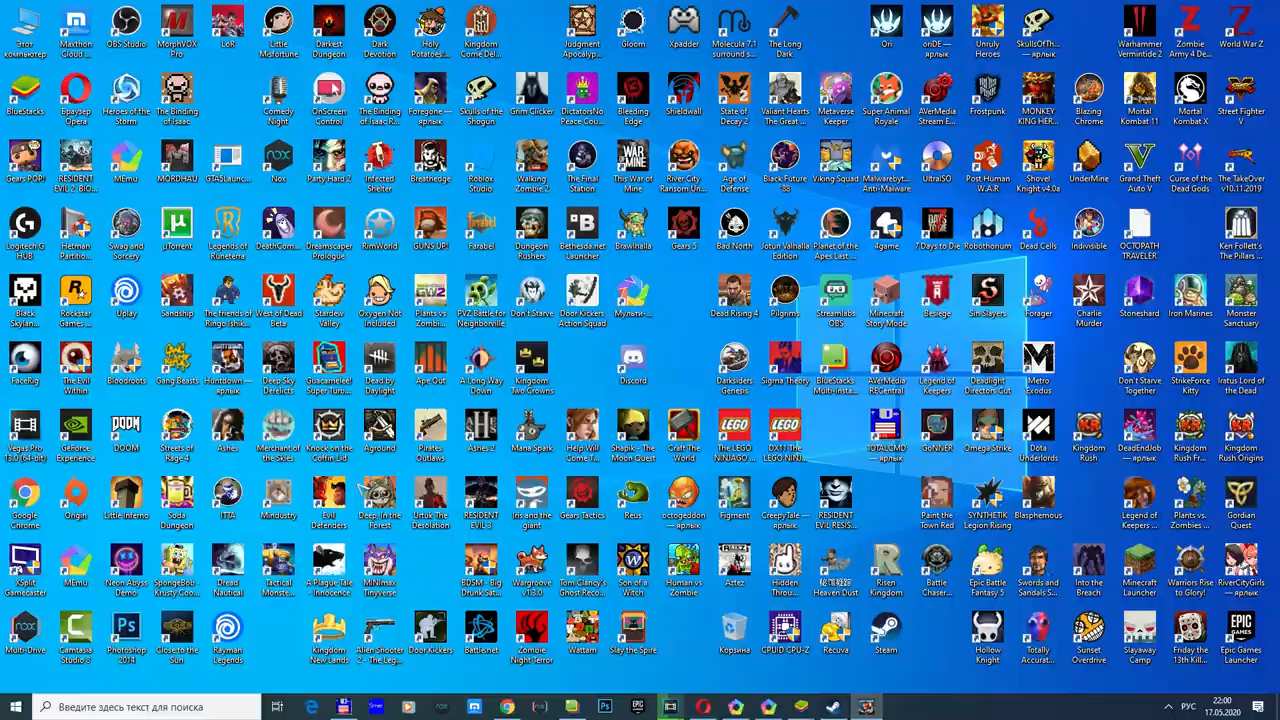 Этот
компьютер
Maxthon
Cloud ...
OBS Studio
MorphVOX
Pro
LoR
Little
Misfortune
Darkest
Dungeon...
Dark
Devotion
Holy
Potatoes...
Kingdom
Come Del...
Judgment
Apocalyp...
Gloom
Xpadder
Molecula 7.1
surround s...
The Long
Dark
Ori
oriDE —
ярлык
Unruly
Heroes
SkullsOfTh...
— ярлык
Warhammer
Vermintide 2
Zombie
Army 4 De...
World War Z
BlueStacks
Браузер
Opera
Heroes of the
Storm
The Binding
of Isaac
Comedy
Night
OnScreen
Control
The Binding
of Isaac R...
Foregone —
ярлык
Skulls of the
Shogun
Grim Clicker
DictatorsNo
Peace Cou...
Bleeding
Edge
Shieldwall
State of
Decay 2
Valiant Hearts
The Great ...
Metaverse
Keeper
Super Animal
Royale
AVerMedia
Stream E...
Frostpunk
MONKEY
KING HER...
Blazing
Chrome
Mortal
Kombat 11
Mortal
Kombat X
Street Fighter
V
Gears POP!
RESIDENT
EVIL 2: BIO...
MEmu
MORDHAU
GTA5Launc...
Nox
Party Hard 2
Infected
Shelter
Breathedge
Roblox
Studio
Walking
Zombie 2
The Final
Station
This War of
Mine
River City
Ransom Un...
Age of
Defense
Black Future
'88
Viking Squad
Malwarebyt...
Anti-Malware
UltraISO
Post Human
W.A.R
Shovel
Knight v4.0a
UnderMine
Grand Theft
Auto V
Curse of the
Dead Gods
The TakeOver
v10.11.2019
Logitech G
HUB
Hetman
Partitio...
Swag and
Sorcery
µTorrent
Legends of
Runeterra
DeathCom...
Dreamscaper
Prologue
RimWorld
GUNS UP!
Farabel
Dungeon
Rushers
Bethesda.net
Launcher
Brawlhalla
Gears 5
Bad North
Jotun Valhalla
Edition
Planet of the
Apes Last ...
4game
7 Days to Die
Robothorium
Dead Cells
Indivisible
OCTOPATH
TRAVELER
Ken Follett's
The Pillars ...
Black
Skylan...
Rockstar
Games ...
Uplay
Sandship
The friends of
Ringo Ishik...
West of Dead
Beta
Stardew
Valley
Oxygen Not
Included
Plants vs
Zombi...
PVZ Battle for
Neighborville
Don't Starve
Door Kickers
Action Squad
Мульти-...
Dead Rising 4
Pilgrims
Streamlabs
OBS
Minecraft
Story Mode
Besiege
Sin Slayers
Forager
Charlie
Murder
Stoneshard
Iron Marines
Monster
Sanctuary
FaceRig
The Evil
Within
Bloodroots
Gang Beasts
Huntdown —
ярлык
Deep Sky
Derelicts
Guacamelee!
Super Turb...
Dead by
Daylight
Ape Out
A Long Way
Down
Kingdom
Two Crowns
Discord
Darksiders
Genesis
Sigma Theory
BlueStacks
Multi-insta...
AVerMedia
RECentral
Legend of
Keepers
Deadlight
Directors Cut
Metro
Exodus
Don't Starve
Together
StrikeForce
Kitty
Iratus Lord of
the Dead
Vegas Pro
13.0 (64-bit)
GeForce
Experience
DOOM
Streets of
Rage 4
Ashes
Merchant of
the Skies
Knock on the
Coffin Lid
Aground
Pirates
Outlaws
Ashes 2
Mana Spark
Help Will
Come T...
Shapik - The
Moon Quest
Craft The
World
The LEGO
NINJAGO ...
DX11 The
LEGO NINJ...
TOTALCMD
— ярлык
GoNNER
Omega Strike
Dota
Underlords
Kingdom
Rush
DeadEndJob
— ярлык
Kingdom
Rush Fr...
Kingdom
Rush Origins
Google
Chrome
Origin
Little Inferno
Soda
Dungeon
ITTA
Mindustry
Evil
Defenders
Deep In the
Forest
Urtuk The
Desolation
RESIDENT
EVIL 3
Iris and the
giant
Gears Tactics
Reus
octogeddon
— ярлык
Figment
CreepyTale —
ярлык
RESIDENT
EVIL RESIS...
Paint the
Town Red
SYNTHETIK
Legion Rising
Blasphemous
Legend of
Keepers ...
Plants vs.
Zombies ...
Gordian
Quest
XSplit
Gamecaster
MEmu
Neon Abyss
Demo
SpongeBob -
Krusty Coo...
Dread
Nautical
Tactical
Monste...
A Plague Tale
- Innocence
MINImax
Tinyverse
BDSM - Big
Drunk Sat...
Wargroove
v1.3.0
Tom Clancy's
Ghost Reco...
Son of a
Witch
Human vs
Zombie
Aztez
Hidden
Throu...
Heaven Dust
Risen
Kingdom
Battle
Chaser...
Epic Battle
Fantasy 5
Swords and
Sandals S...
Into the
Breach
Minecraft
Launcher
Warriors Rise
to Glory!
RiverCityGirls
— ярлык
Multi-Drive
Camtasia
Studio 8
Photoshop
2014
Close to the
Sun
Rayman
Legends
Kingdom
New Lands
Alien Shooter
2 - The Leg...
Door Kickers
Battle.net
Zombie
Night Terror
Wattam
Slay the Spire
Корзина
CPUID CPU-Z
Recuva
Steam
Hollow
Knight
Totally
Accurat...
Sunset
Overdrive
Slayaway
Camp
Friday the
13th Kill...
Epic Games
Launcher
Введите здесь текст для поиска
РУС
22:00
17.05.2020